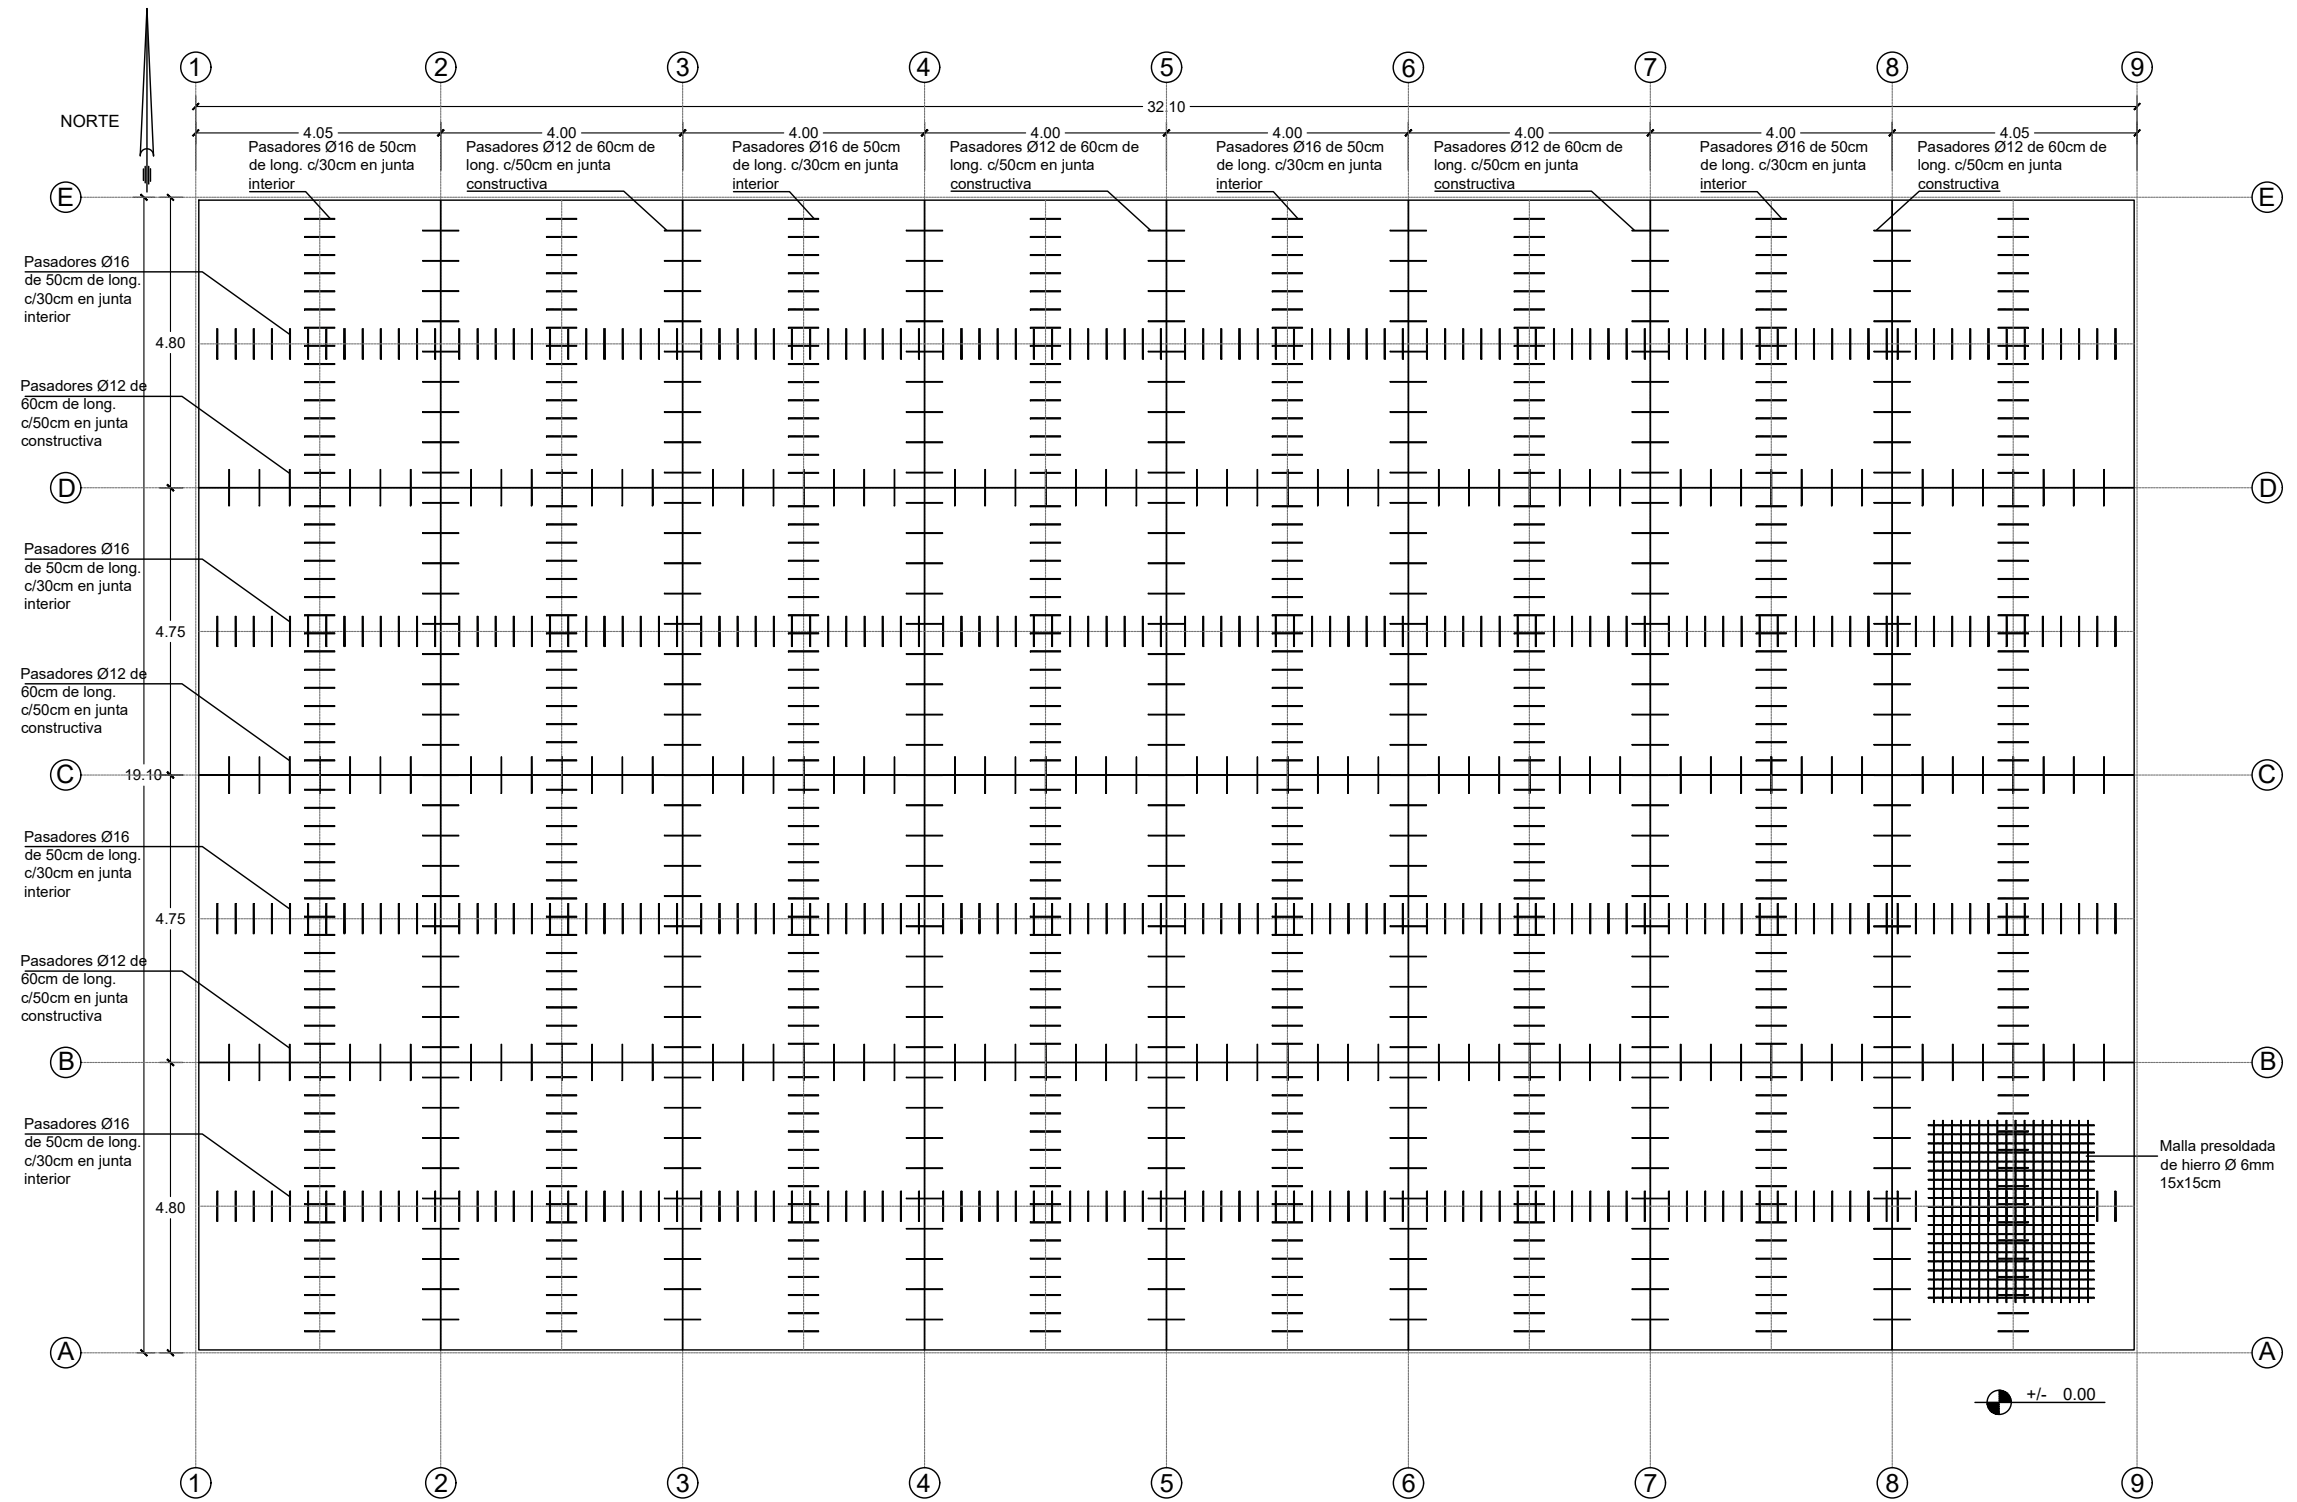 1 2 3 4 5 6 7 8 9
32.10
NORTE
4.05 4.00 4.00 4.00 4.00 4.00 4.00 4.05
Pasadores Ø16 de 50cm
de long. c/30cm en junta
interior
Pasadores Ø12 de 60cm de
long. c/50cm en junta
constructiva
Pasadores Ø16 de 50cm
de long. c/30cm en junta
interior
Pasadores Ø12 de 60cm de
long. c/50cm en junta
constructiva
Pasadores Ø16 de 50cm
de long. c/30cm en junta
interior
Pasadores Ø12 de 60cm de
long. c/50cm en junta
constructiva
Pasadores Ø16 de 50cm
de long. c/30cm en junta
interior
Pasadores Ø12 de 60cm de
long. c/50cm en junta
constructiva
E E
Pasadores Ø16
de 50cm de long.
c/30cm en junta
interior
4.80
Pasadores Ø12 de
60cm de long.
c/50cm en junta
constructiva
D D
Pasadores Ø16
de 50cm de long.
c/30cm en junta
interior
4.75
Pasadores Ø12 de
60cm de long.
c/50cm en junta
constructiva
C 19.10 C
Pasadores Ø16
de 50cm de long.
c/30cm en junta
interior
4.75
Pasadores Ø12 de
60cm de long.
c/50cm en junta
constructiva
B B
Pasadores Ø16
de 50cm de long.
c/30cm en junta
interior
Malla presoldada
de hierro Ø 6mm
15x15cm
4.80
A A
+/- 0.00
1 2 3 4 5 6 7 8 9